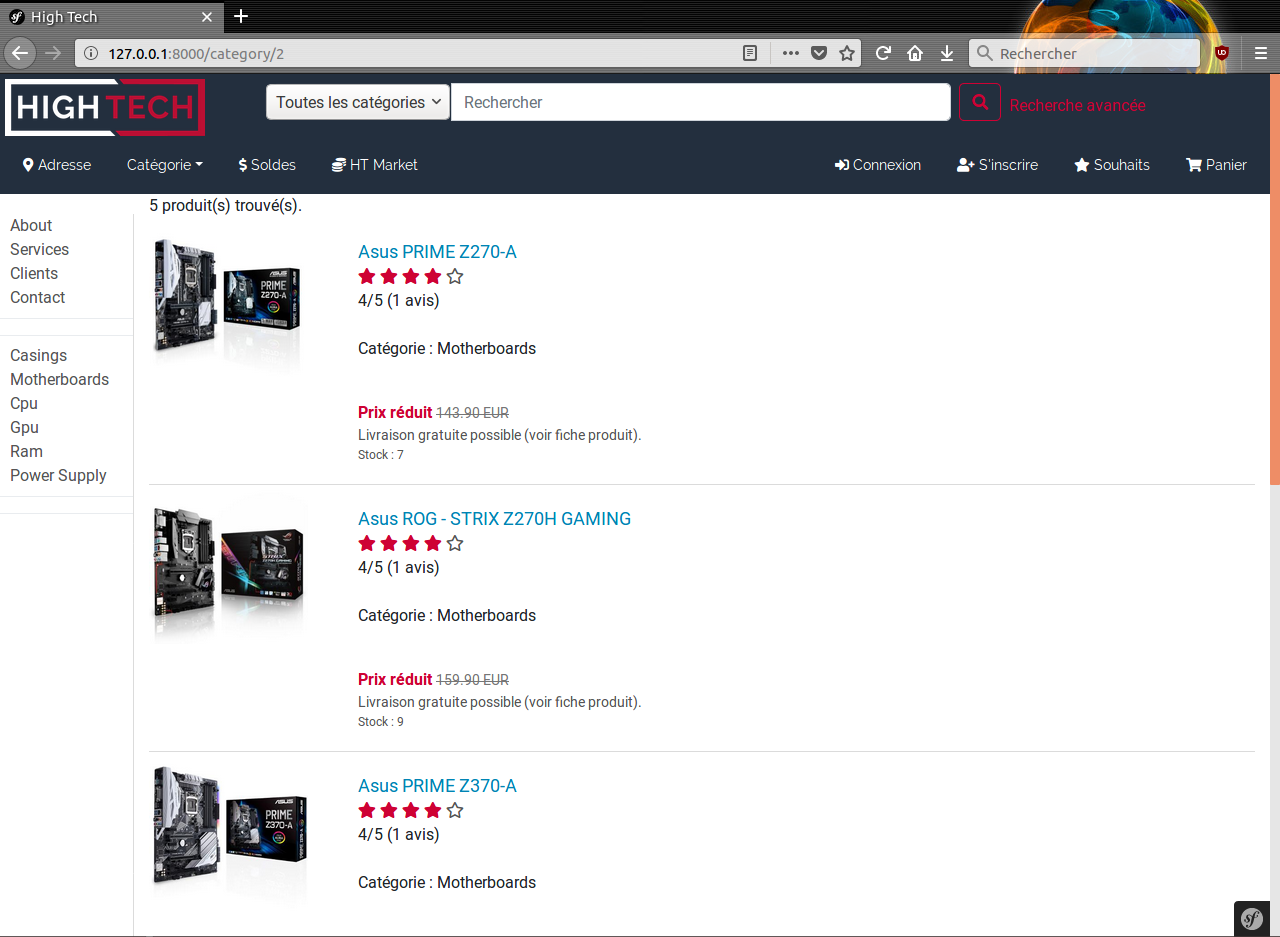 High Tech
127.0.0.1:8000/category/2
Rechercher
HIGH TECH
Toutes les catégories
Rechercher
Recherche avancée
Adresse
Catégorie
Soldes
HT Market
Connexion
S'inscrire
Souhaits
Panier
About
Services
Clients
Contact
Casings
Motherboards
Cpu
Gpu
Ram
Power Supply
5 produit(s) trouvé(s).
ASUS
PRIME
Z270-A
Asus PRIME Z270-A
4/5 (1 avis)
Catégorie : Motherboards
Prix réduit 143.90 EUR
Livraison gratuite possible (voir fiche produit).
Stock : 7
STRIX
Asus ROG - STRIX Z270H GAMING
4/5 (1 avis)
Catégorie : Motherboards
Prix réduit 159.90 EUR
Livraison gratuite possible (voir fiche produit).
Stock : 9
ASUS
PRIME
Z370-A
Asus PRIME Z370-A
4/5 (1 avis)
Catégorie : Motherboards